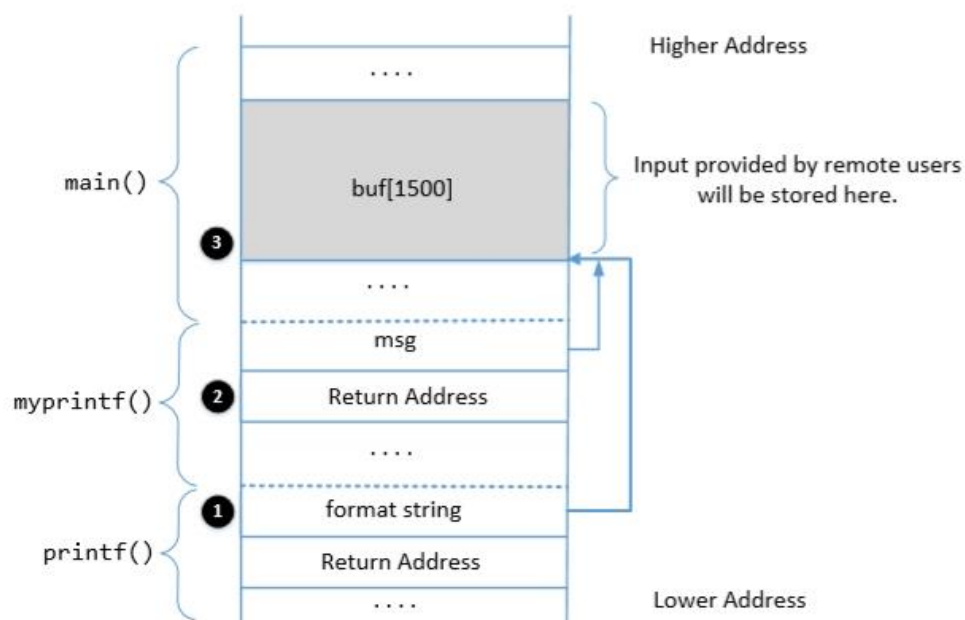 Higher Address
....
main()
buf[1500]
Input provided by remote users
will be stored here.
3
....
msg
myprintf()
2
Return Address
....
1
format string
printf()
Return Address
....
Lower Address